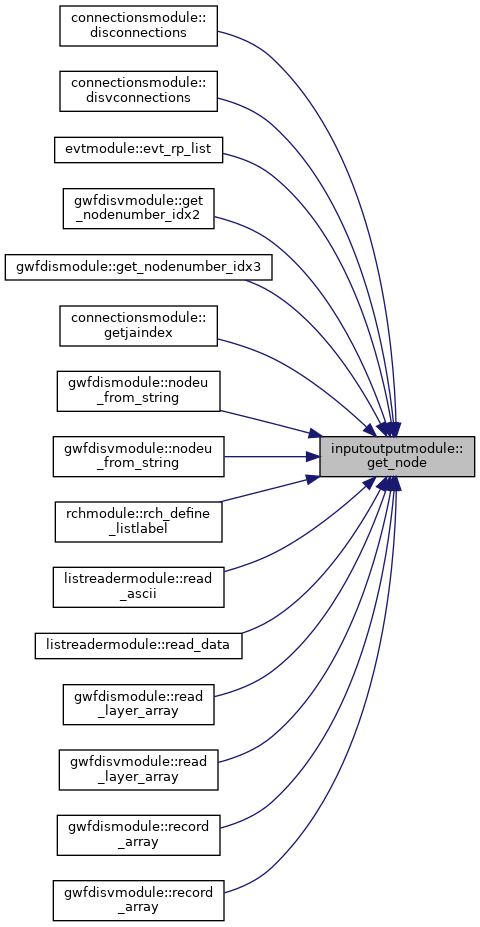 connectionsmodule::
disconnections
connectionsmodule::
disvconnections
evtmodule::evt_rp_list
gwfdisvmodule::get
_nodenumber_idx2
gwfdismodule::get_nodenumber_idx3
connectionsmodule::
getjaindex
gwfdismodule::nodeu
_from_string
gwfdisvmodule::nodeu
_from_string
inputoutputmodule::
get_node
rchmodule::rch_define
_listlabel
listreadermodule::read
_ascii
listreadermodule::read_data
gwfdismodule::read
_layer_array
gwfdisvmodule::read
_layer_array
gwfdismodule::record
_array
gwfdisvmodule::record
_array